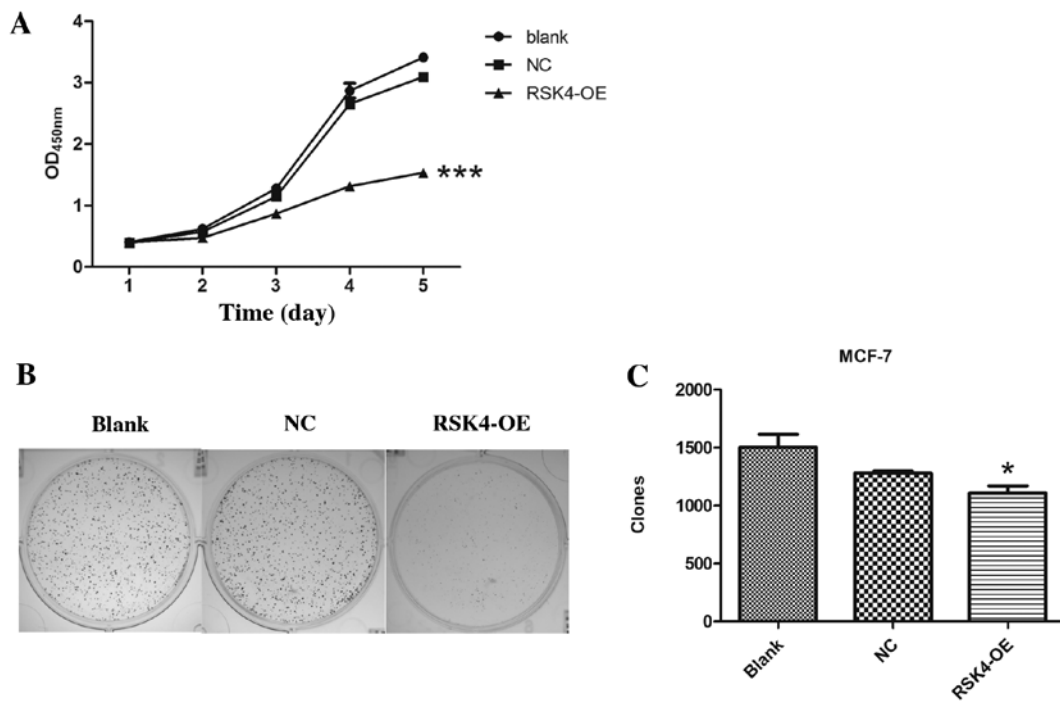 A
4
3
2
1
0
OD450nm
1 2 3 4 5
Time (day)
blank
NC
RSK4-OE
***
B
Blank NC RSK4-OE
C
MCF-7
2000
1500
1000
500
0
Clones
*
Blank NC RSK4-OE